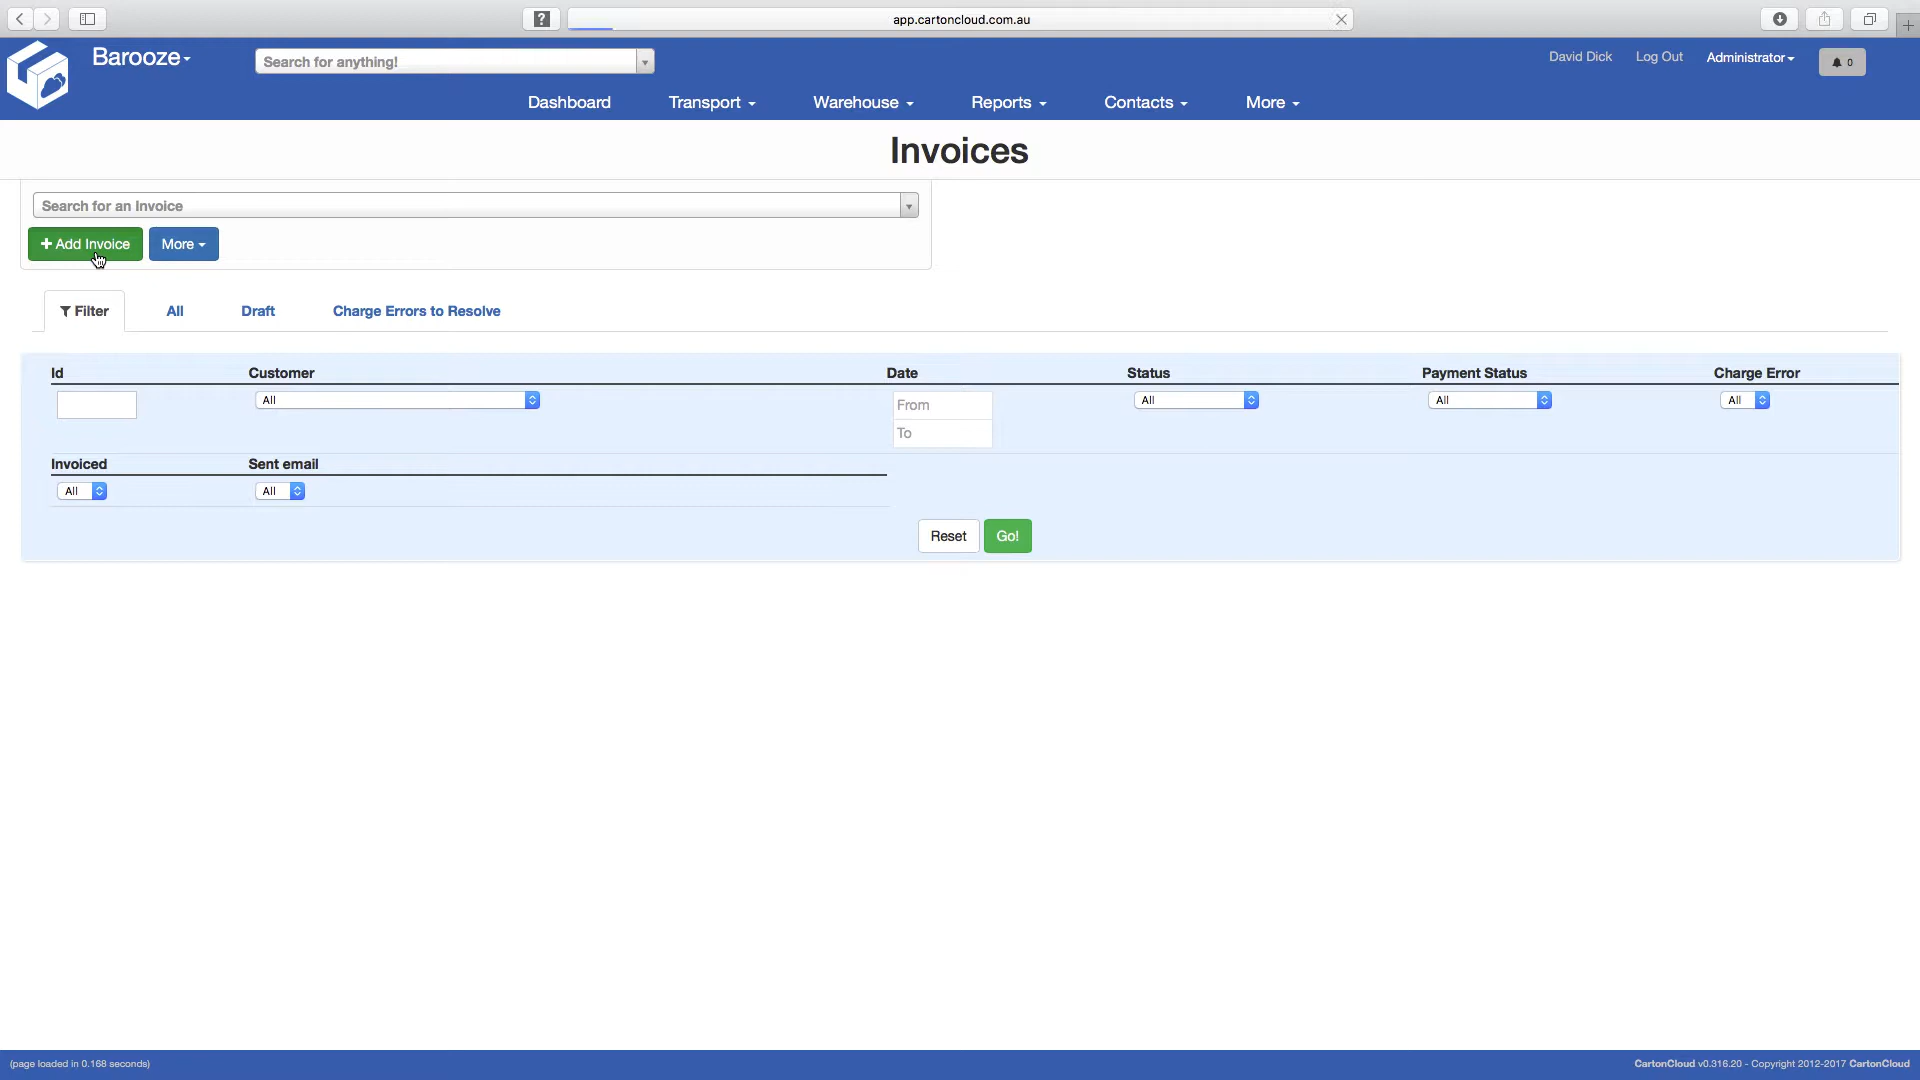 ? app.cartoncloud.com.au
Barooze
Search for anything!
David Dick Log Out Administrator 0
Dashboard Transport Warehouse Reports Contacts More
Invoices
Search for an Invoice
Add Invoice More
Filter All Draft Charge Errors to Resolve
Id Customer Date Status Payment Status Charge Error
All From All All All
To
Invoiced Sent email
All All
Reset Go!
(page loaded in 0.168 seconds) CartonCloud v0.316.20 - Copyright 2012-2017 CartonCloud